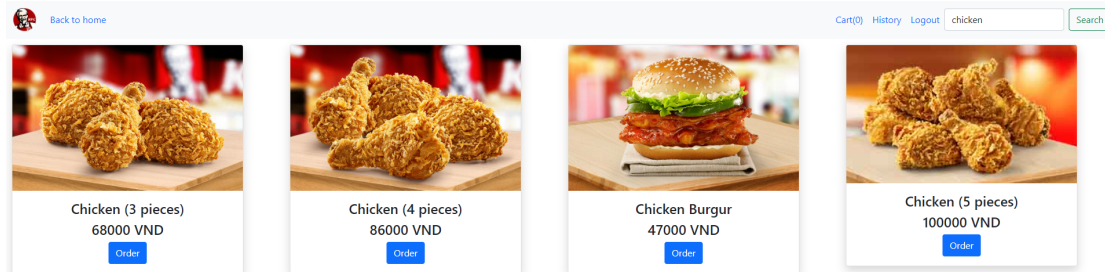 Back to home
Cart(0) History Logout chicken Search
Chicken (3 pieces)
68000 VND
Order
Chicken (4 pieces)
86000 VND
Order
Chicken Burgur
47000 VND
Order
Chicken (5 pieces)
100000 VND
Order